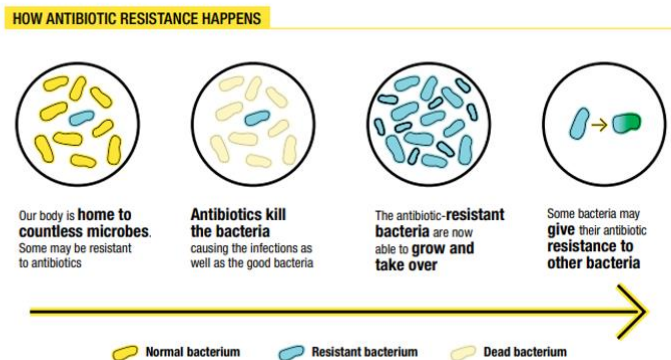 HOW ANTIBIOTIC RESISTANCE HAPPENS
Our body is home to
countless microbes.
Some may be resistant
to antibiotics
Antibiotics kill
the bacteria
causing the infections as
well as the good bacteria
The antibiotic-resistant
bacteria are now
able to grow and
take over
Some bacteria may
give their antibiotic
resistance to
other bacteria
Normal bacterium
Resistant bacterium
Dead bacterium